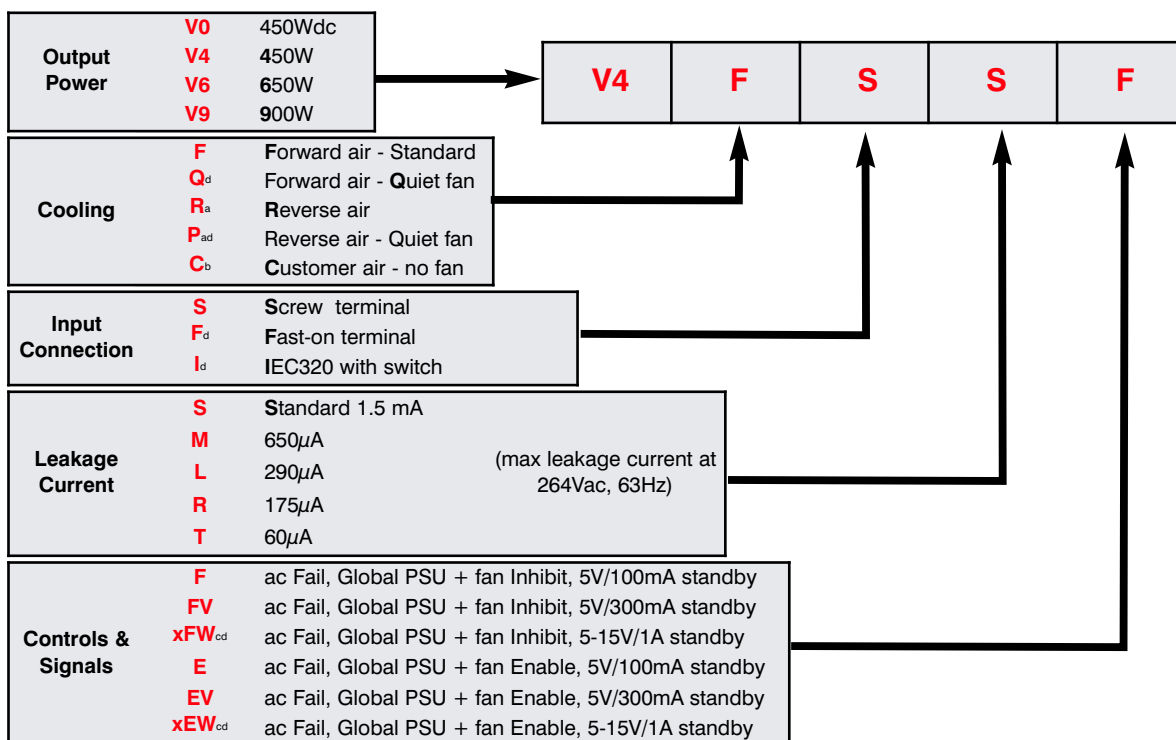 Output
Power
V0 450Wdc
V4 450W
V6 650W
V9 900W
V4 F S S F
Cooling
F Forward air - Standard
Qd Forward air - Quiet fan
Ra Reverse air
Pad Reverse air - Quiet fan
Cb Customer air - no fan
Input
Connection
S Screw terminal
Fd Fast-on terminal
Id IEC320 with switch
Leakage
Current
S Standard 1.5 mA
M 650µA
L 290µA
R 175µA
T 60µA
(max leakage current at
264Vac, 63Hz)
Controls &
Signals
F ac Fail, Global PSU + fan Inhibit, 5V/100mA standby
FV ac Fail, Global PSU + fan Inhibit, 5V/300mA standby
xFWcd ac Fail, Global PSU + fan Inhibit, 5-15V/1A standby
E ac Fail, Global PSU + fan Enable, 5V/100mA standby
EV ac Fail, Global PSU + fan Enable, 5V/300mA standby
xEWcd ac Fail, Global PSU + fan Enable, 5-15V/1A standby